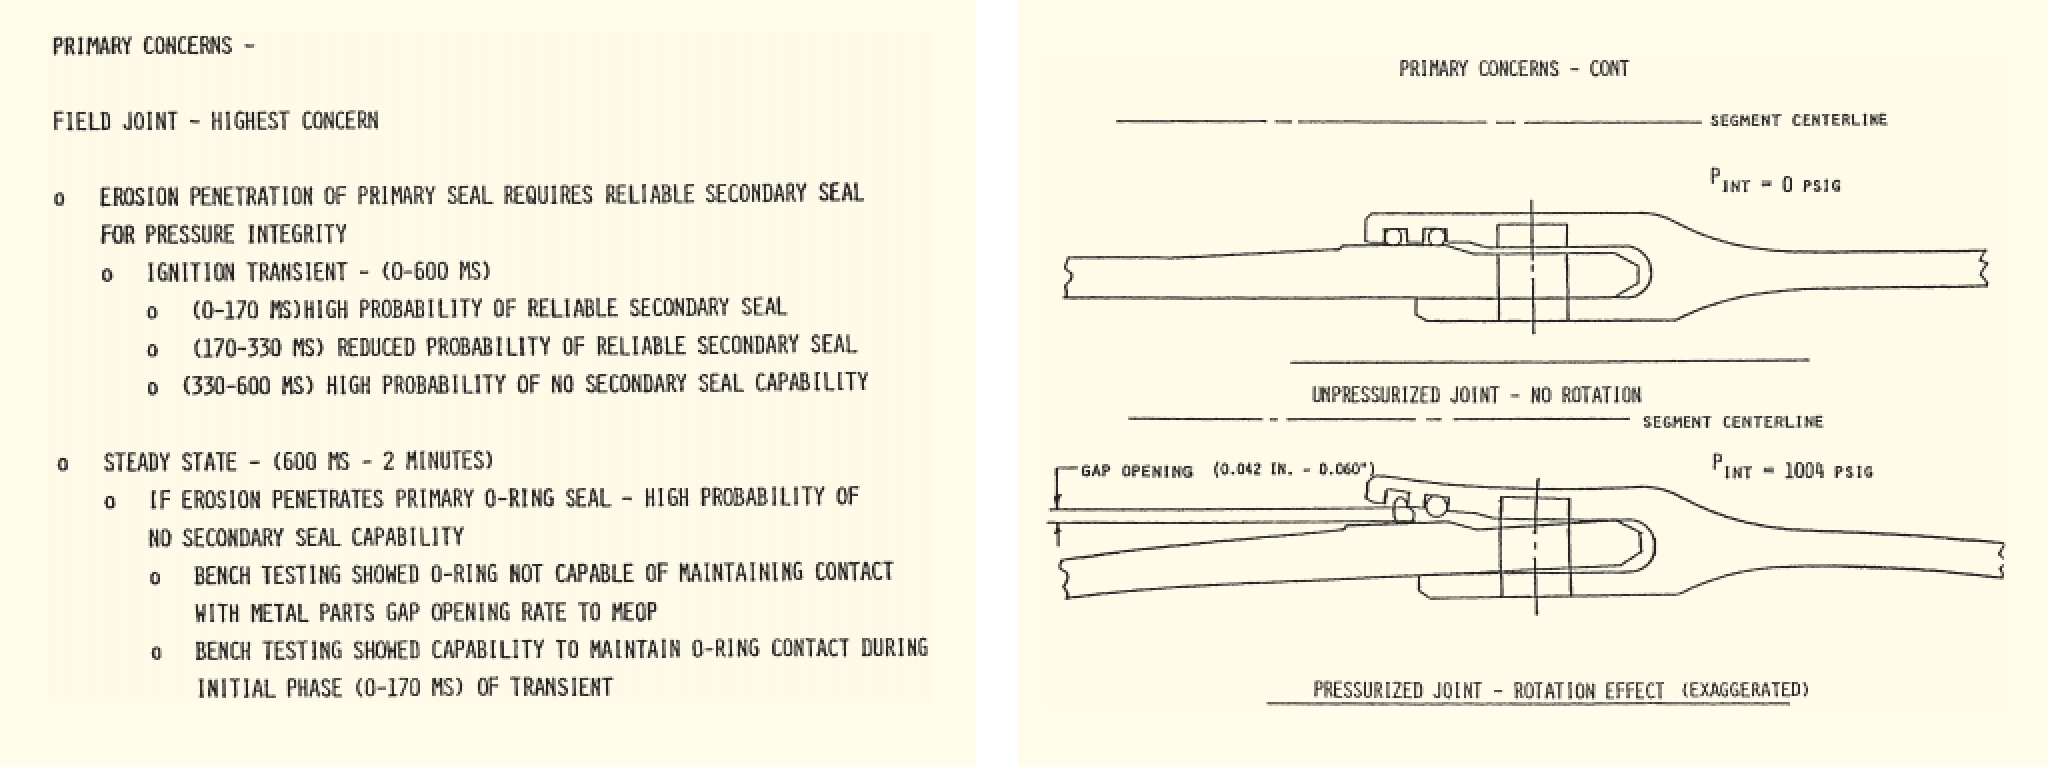 PRIMARY CONCERNS -
FIELD JOINT - HIGHEST CONCERN
o EROSION PENETRATION OF PRIMARY SEAL REQUIRES RELIABLE SECONDARY SEAL
FOR PRESSURE INTEGRITY
o IGNITION TRANSIENT - (0-600 MS)
o (0-170 MS)HIGH PROBABILITY OF RELIABLE SECONDARY SEAL
o (170-330 MS) REDUCED PROBABILITY OF RELIABLE SECONDARY SEAL
o (330-600 MS) HIGH PROBABILITY OF NO SECONDARY SEAL CAPABILITY
o STEADY STATE - (600 MS - 2 MINUTES)
o IF EROSION PENETRATES PRIMARY O-RING SEAL - HIGH PROBABILITY OF
NO SECONDARY SEAL CAPABILITY
o BENCH TESTING SHOWED O-RING NOT CAPABLE OF MAINTAINING CONTACT
WITH METAL PARTS GAP OPENING RATE TO MEOP
o BENCH TESTING SHOWED CAPABILITY TO MAINTAIN O-RING CONTACT DURING
INITIAL PHASE (0-170 MS) OF TRANSIENT
PRIMARY CONCERNS - CONT
SEGMENT CENTERLINE
PINT = 0 PSIG
UNPRESSURIZED JOINT - NO ROTATION
SEGMENT CENTERLINE
GAP OPENING (0.042 IN. - 0.060")
PINT = 1004 PSIG
PRESSURIZED JOINT - ROTATION EFFECT (EXAGGERATED)